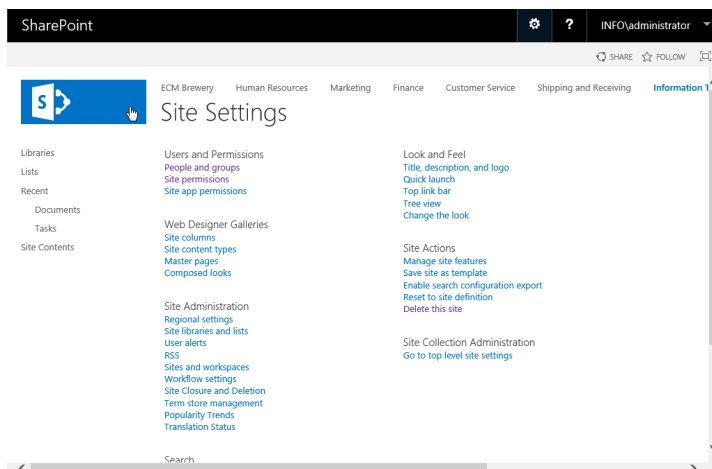 SharePoint
? INFO\administrator
SHARE FOLLOW
S
ECM Brewery Human Resources Marketing Finance Customer Service Shipping and Receiving Information
Site Settings
Libraries
Lists
Recent
Documents
Tasks
Site Contents
Users and Permissions
People and groups
Site permissions
Site app permissions
Web Designer Galleries
Site columns
Site content types
Master pages
Composed looks
Site Administration
Regional settings
Site libraries and lists
User alerts
RSS
Sites and workspaces
Workflow settings
Site Closure and Deletion
Term store management
Popularity Trends
Translation Status
Search
Look and Feel
Title, description, and logo
Quick launch
Top link bar
Tree view
Change the look
Site Actions
Manage site features
Save site as template
Enable search configuration export
Reset to site definition
Delete this site
Site Collection Administration
Go to top level site settings